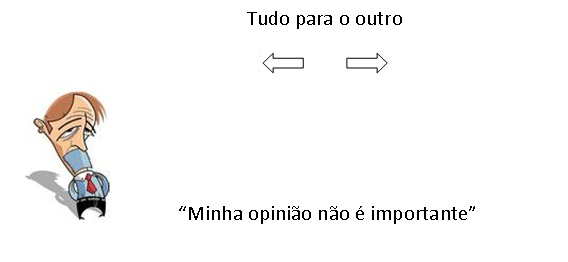 Tudo para o outro
“Minha opinião não é importante”